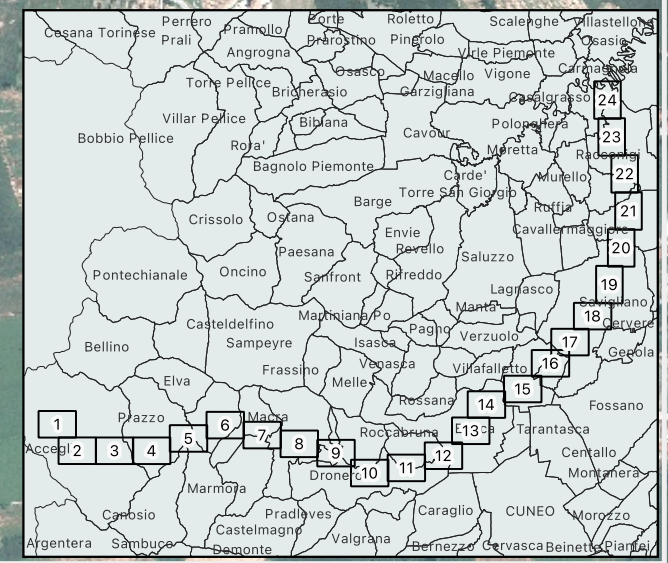 Porte
Roletto
Scalenghe
Villastellone
Perrero
Cesana Torinese
Pramollo
Prali
Prarostino
Pinerolo
Osasio
Angrogna
Virle Piemonte
Osasco
Macello
Vigone
Carmagnola
Torre Pellice
Bricherasio
Garzigliana
Casalgrasso
24
Villar Pellice
Bibiana
Cavour
Polonghera
Bobbio Pellice
Rora'
23
Moretta
Racconigi
Bagnolo Piemonte
Carde'
Murello
22
Torre San Giorgio
Barge
Ruffia
21
Crissolo
Ostana
Envie
Cavallermaggiore
Revello
20
Paesana
Saluzzo
Pontechianale
Oncino
Sanfront
Rifreddo
Lagnasco
19
Manta
Savigliano
Martiniana Po
18
Casteldelfino
Pagno
Cervere
Sampeyre
Isasca
Verzuolo
17
Bellino
Genola
Venasca
16
Frassino
Villafalletto
Elva
Melle
15
Rossana
14
Fossano
Prazzo
Macra
1
6
7
Roccabruna
13
Tarantasca
5
8
Acceglio
2
3
4
9
12
Centallo
10
11
Dronero
Montanera
Marmora
Canosio
Pradleves
Caraglio
CUNEO
Morozzo
Castelmagno
Valgrana
Argentera
Sambuco
Demonte
Bernezzo
Cervasca
Beinette
Pianfei